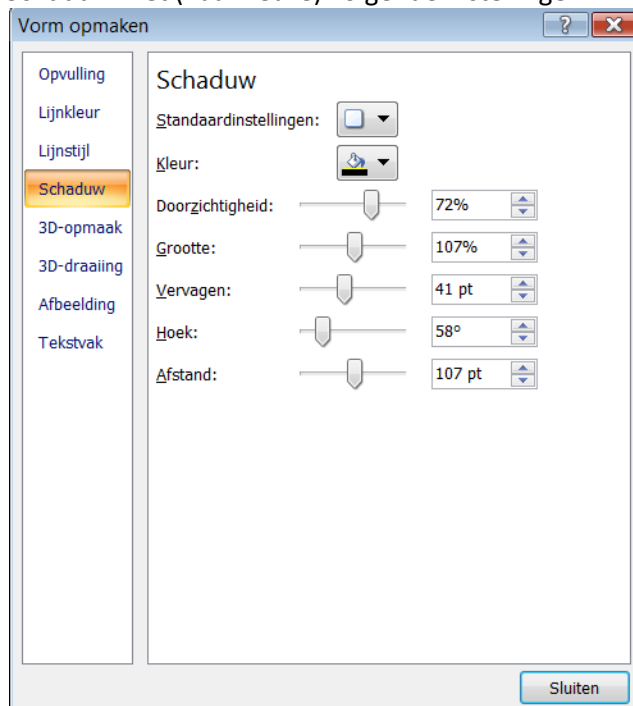 Vorm opmaken
Opvulling
Lijnkleur
Lijnstijl
Schaduw
3D-opmaak
3D-draaiing
Afbeelding
Tekstvak
Schaduw
Standaardinstellingen:
Kleur:
Doorzichtigheid: 72%
Grootte: 107%
Vervagen: 41 pt
Hoek: 58°
Afstand: 107 pt
Sluiten